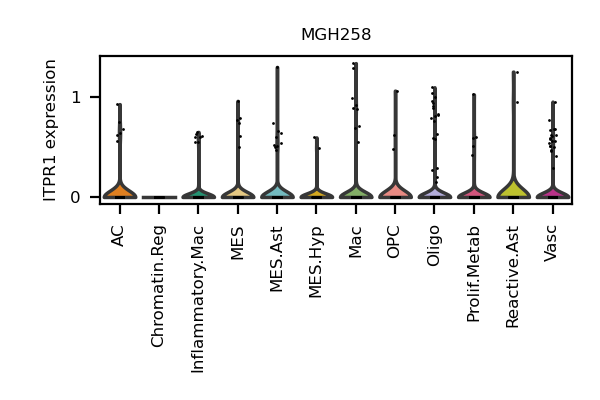 MGH258
ITPR1 expression
1
0
AC
Chromatin.Reg
Inflammatory.Mac
MES
MES.Ast
MES.Hyp
Mac
OPC
Oligo
Prolif.Metab
Reactive.Ast
Vasc